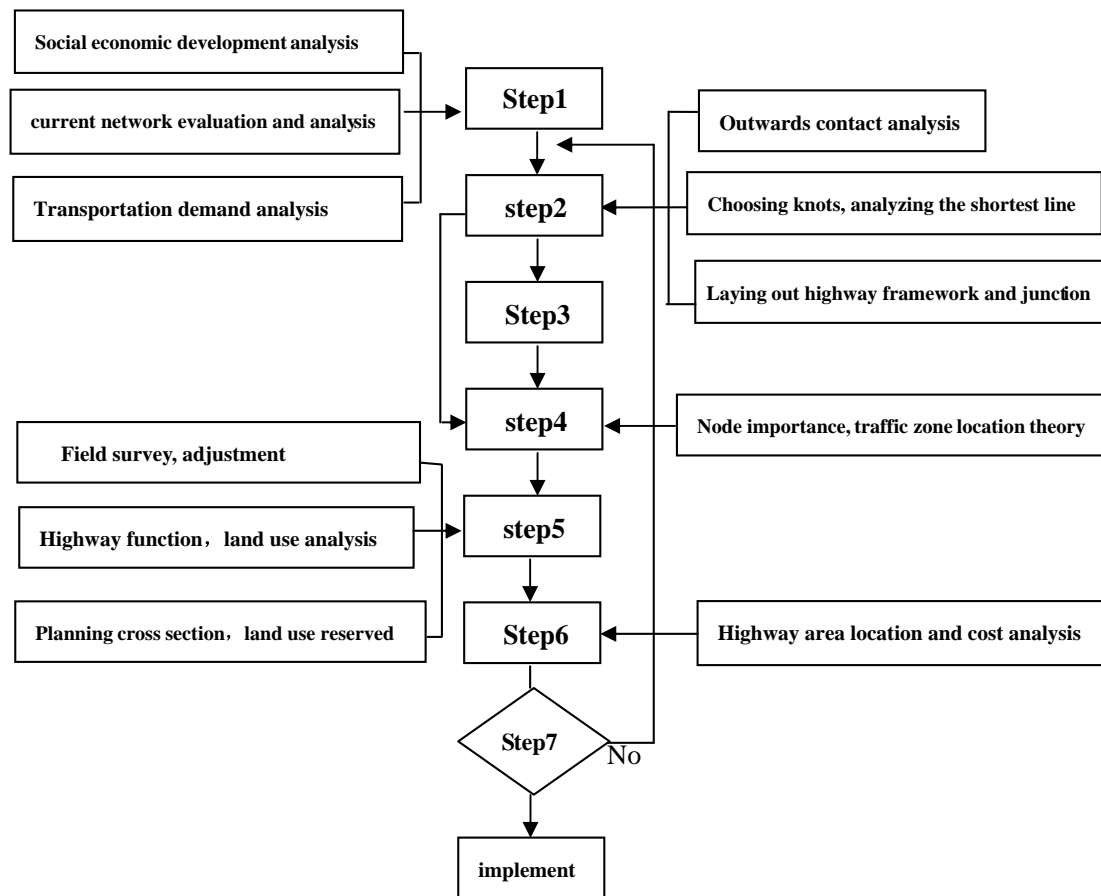 Social economic development analysis
Step1
current network evaluation and analysis
Outwards contact analysis
Transportation demand analysis
step2
Choosing knots, analyzing the shortest line
Step3
Laying out highway framework and junction
step4
Node importance, traffic zone location theory
Field survey, adjustment
step5
Highway function，land use analysis
Planning cross section，land use reserved
Step6
Highway area location and cost analysis
Step7
No
implement